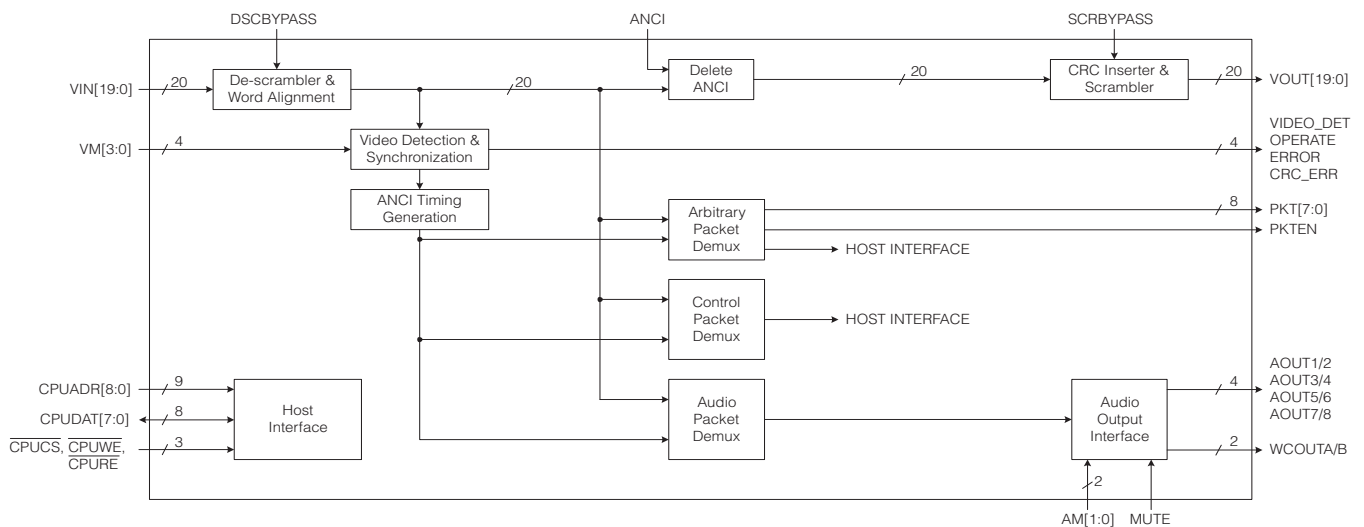 DSCBYPASS
ANCI
SCRBYPASS
VIN[19:0]
20
De-scrambler &
Word Alignment
20
Delete
ANCI
20
CRC Inserter &
Scrambler
20
VOUT[19:0]
VM[3:0]
4
Video Detection &
Synchronization
4
VIDEO_DET
OPERATE
ERROR
CRC_ERR
ANCI Timing
Generation
Arbitrary
Packet
Demux
8
PKT[7:0]
PKTEN
HOST INTERFACE
Control
Packet
Demux
HOST INTERFACE
CPUADR[8:0]
9
CPUDAT[7:0]
8
CPUCS, CPUWE,
CPURE
3
Host
Interface
Audio
Packet
Demux
Audio
Output
Interface
4
AOUT1/2
AOUT3/4
AOUT5/6
AOUT7/8
2
WCOUTA/B
2
AM[1:0]
MUTE